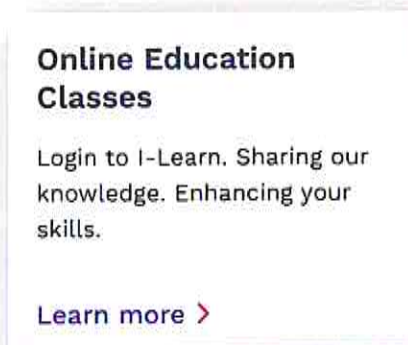 Online Education
Classes
Login to I-Learn. Sharing our
knowledge. Enhancing your
skills.
Learn more >